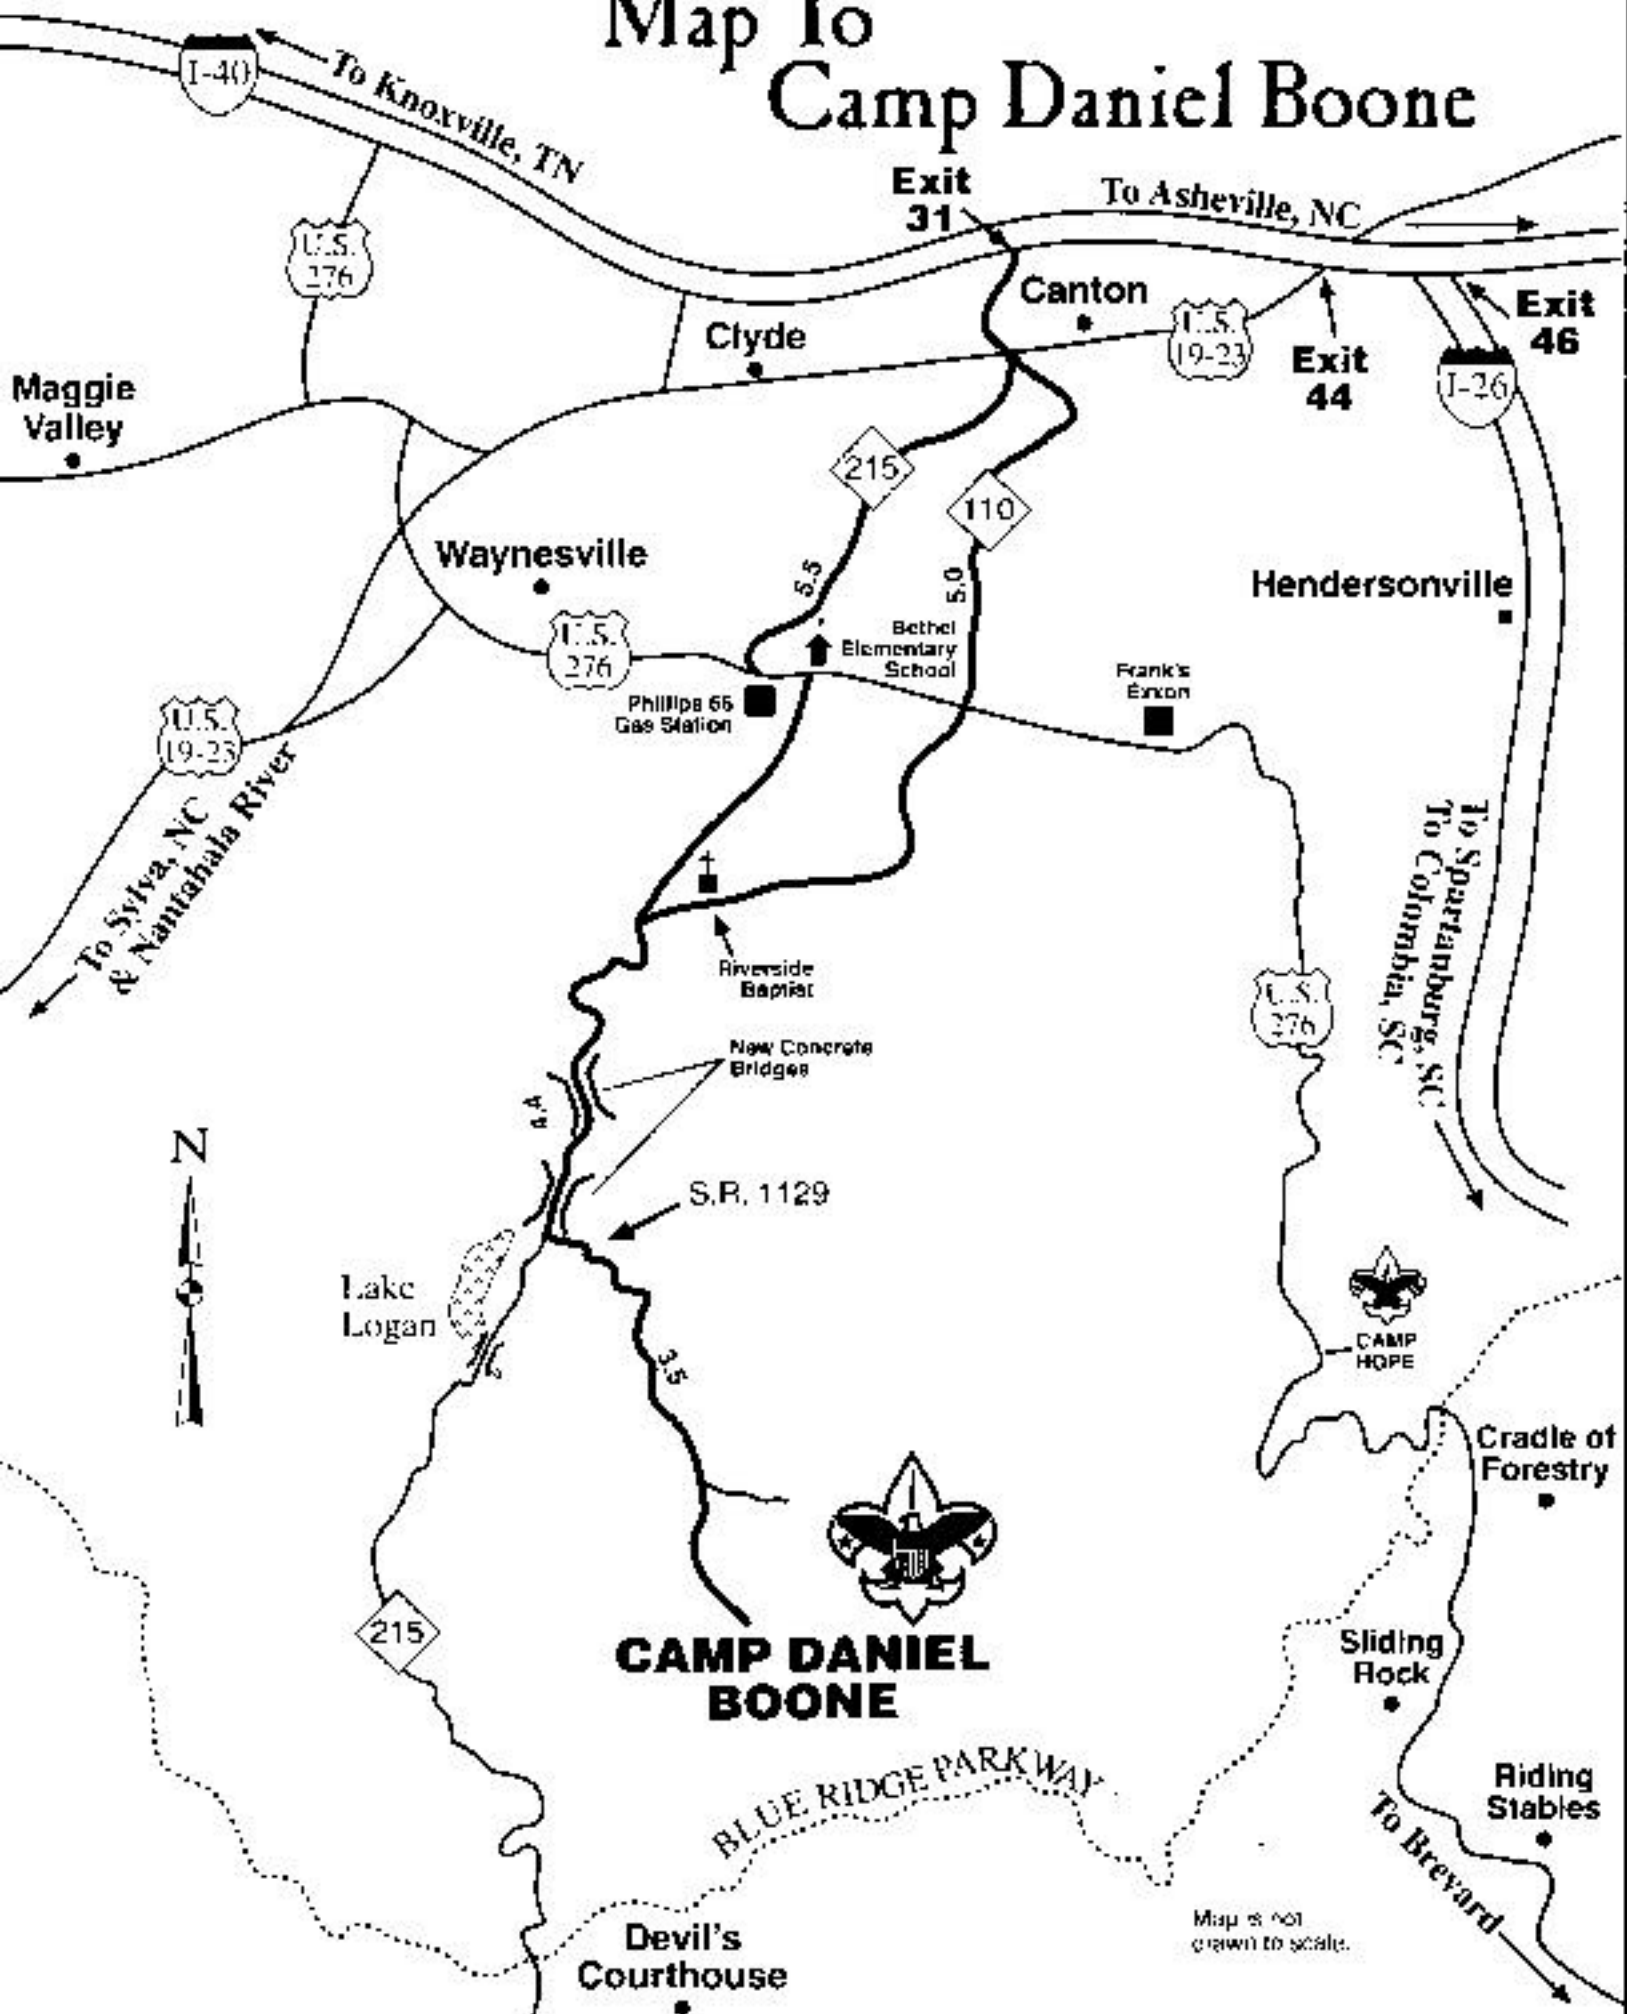 Map To
Camp Daniel Boone
I-40
To Knoxville, TN
Exit
31
To Asheville, NC
U.S.
276
Canton
Clyde
U.S.
19-23
Exit
44
Exit
46
I-26
Maggie
Valley
215
110
Waynesville
5.5
5.0
Hendersonville
Bethel
Elementary
School
U.S.
276
Phillips 66
Gas Station
Frank's
Exxon
U.S.
19-23
To Sylva, NC
& Nantahala River
To Spartanburg, SC
To Columbia, SC
Riverside
Baptist
U.S.
276
New Concrete
Bridges
4.4
N
S.R. 1129
Lake
Logan
3.5
CAMP
HOPE
Cradle of
Forestry
215
CAMP DANIEL
BOONE
Sliding
Rock
BLUE RIDGE PARKWAY
Riding
Stables
To Brevard
Map is not
drawn to scale.
Devil's
Courthouse